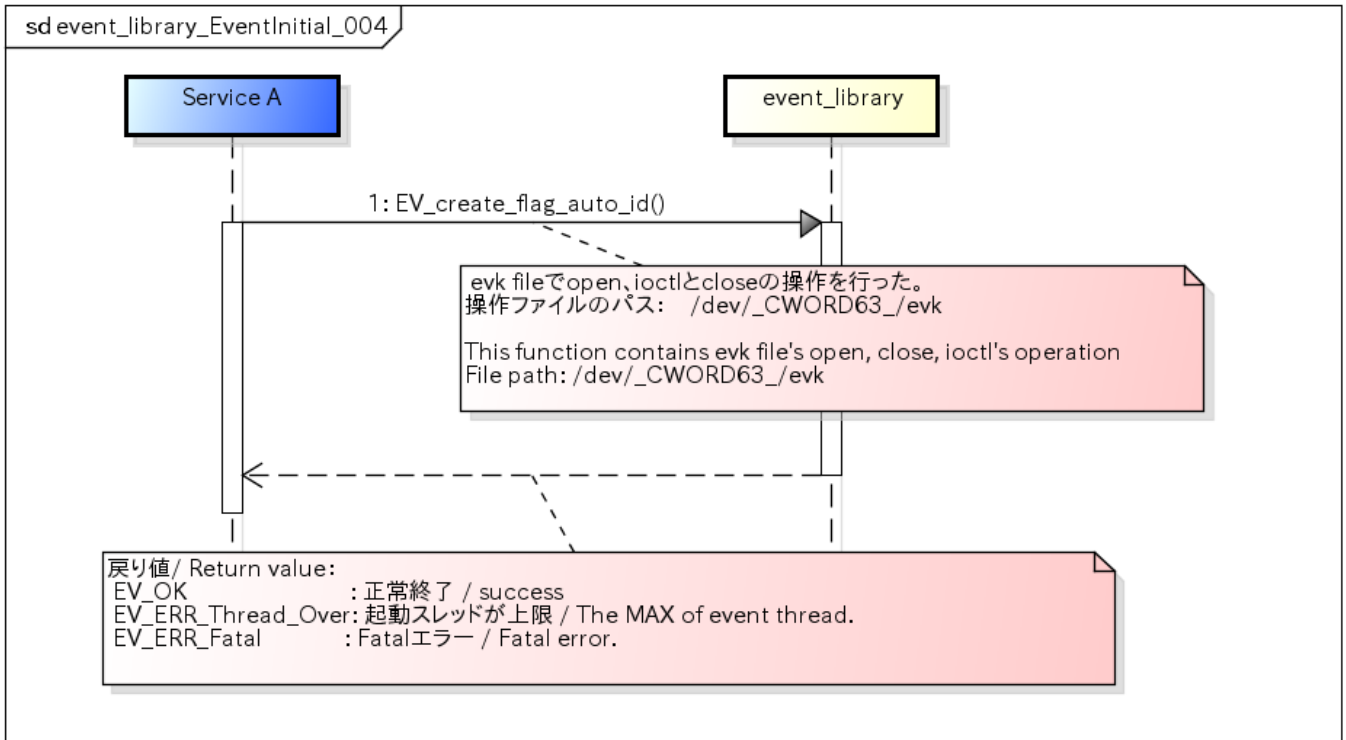 sd event_library_EventInitial_004
Service A
event_library
1: EV_create_flag_auto_id()
evk fileでopen、ioctlとcloseの操作を行った。
操作ファイルのパス： /dev/_CWORD63_/evk
This function contains evk file's open, close, ioctl's operation
File path: /dev/_CWORD63_/evk
戻り値/ Return value:
EV_OK : 正常終了 / success
EV_ERR_Thread_Over: 起動スレッドが上限 / The MAX of event thread.
EV_ERR_Fatal : Fatalエラー / Fatal error.